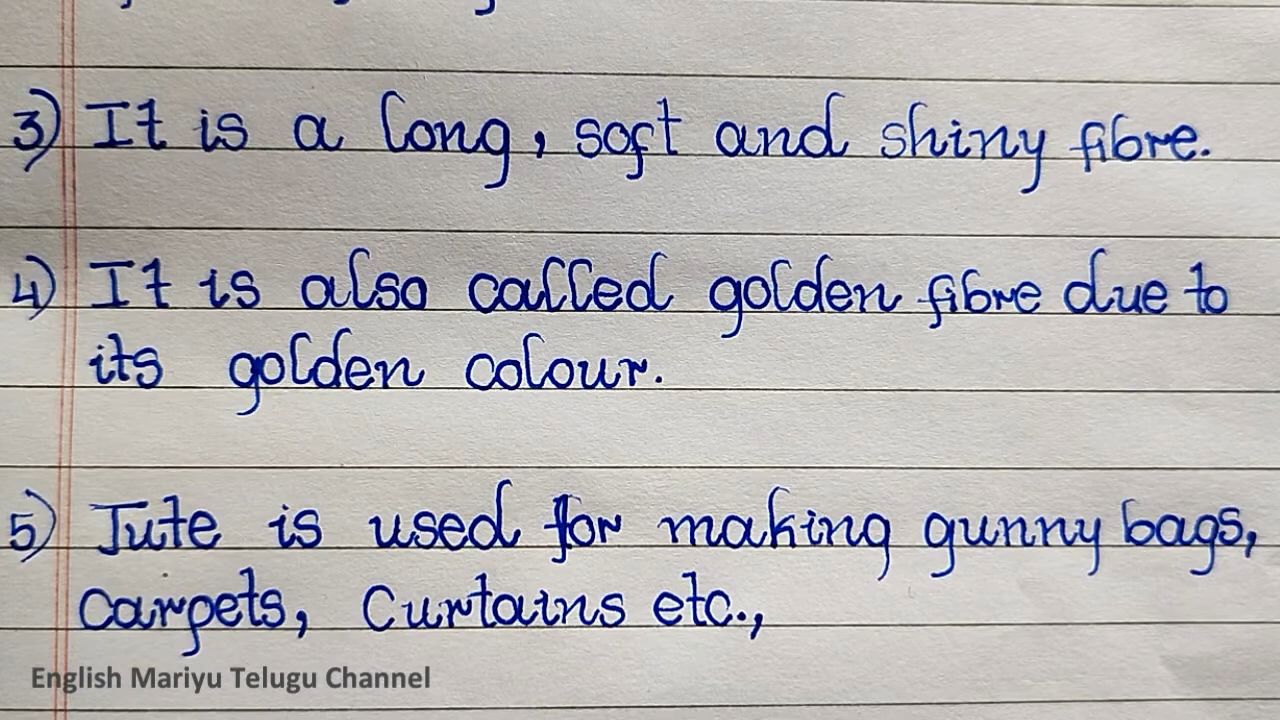 3) It is a long, soft and shiny fibre.
4) It is also called golden fibre due to
its golden colour.
5) Jute is used for making gunny bags,
Carpets, Curtains etc.,
English Mariyu Telugu Channel